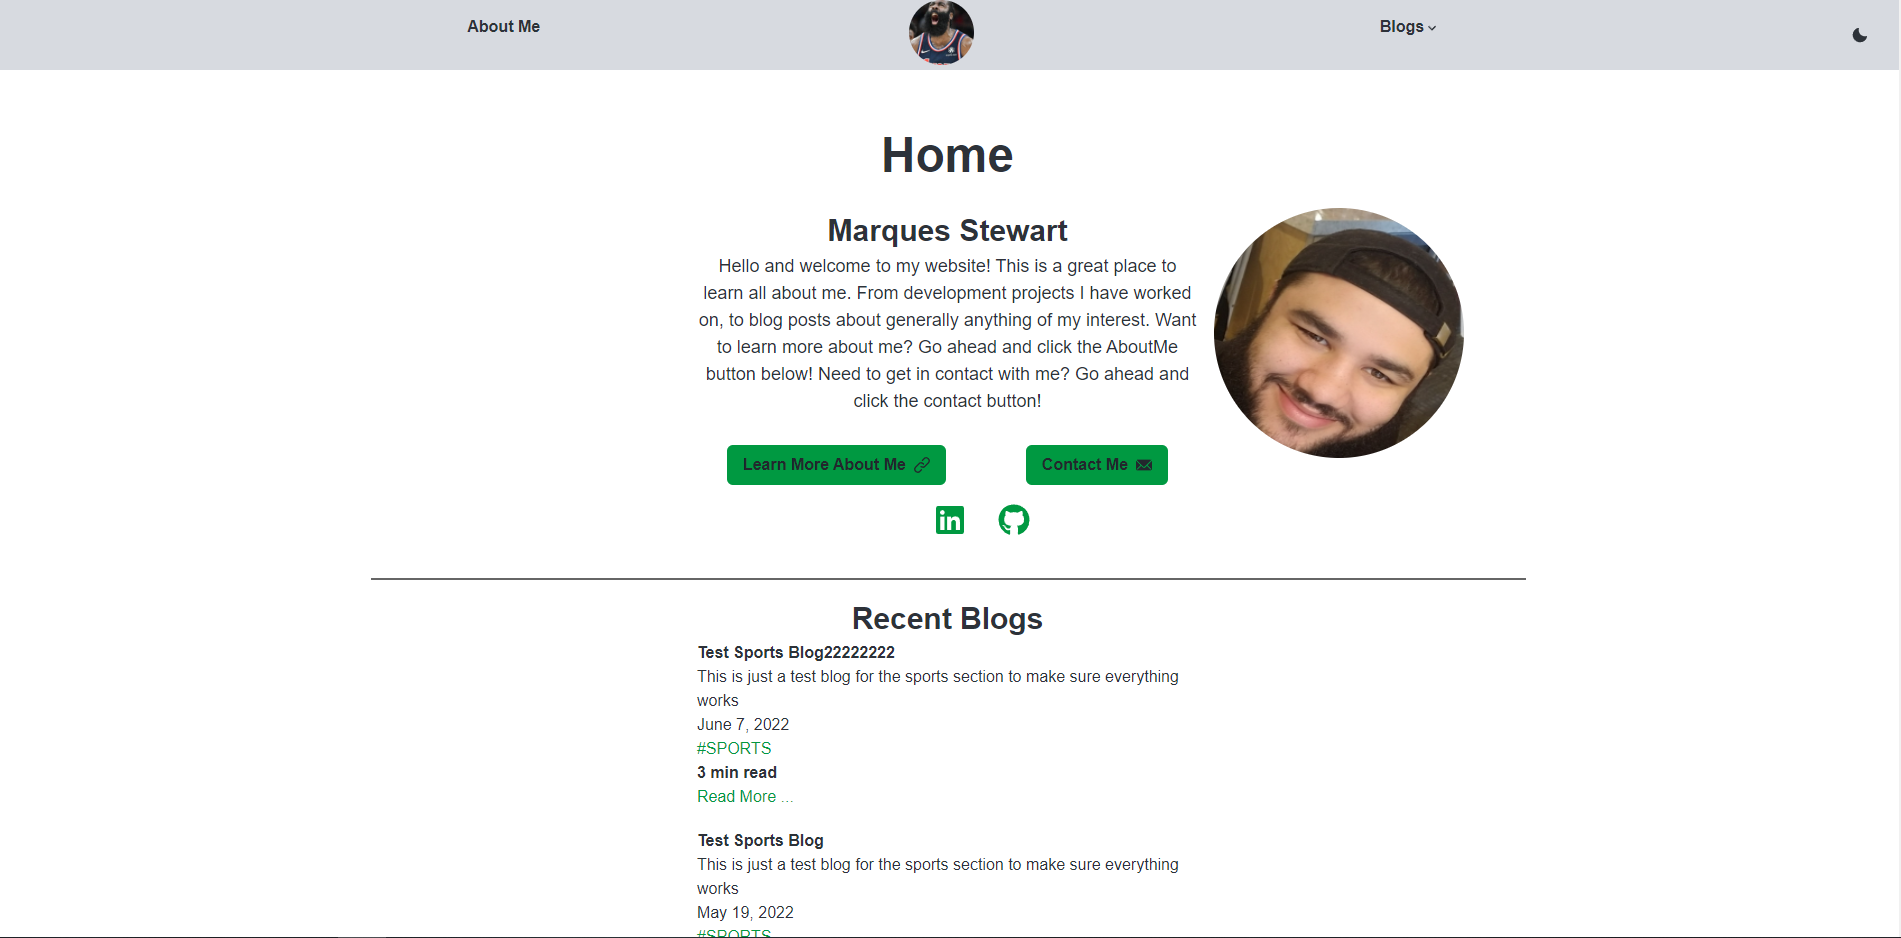 About Me
Blogs
Home
Marques Stewart
Hello and welcome to my website! This is a great place to
learn all about me. From development projects I have worked
on, to blog posts about generally anything of my interest. Want
to learn more about me? Go ahead and click the AboutMe
button below! Need to get in contact with me? Go ahead and
click the contact button!
Learn More About Me
Contact Me
in
Recent Blogs
Test Sports Blog22222222
This is just a test blog for the sports section to make sure everything
works
June 7, 2022
#SPORTS
3 min read
Read More ...
Test Sports Blog
This is just a test blog for the sports section to make sure everything
works
May 19, 2022
#SPORTS